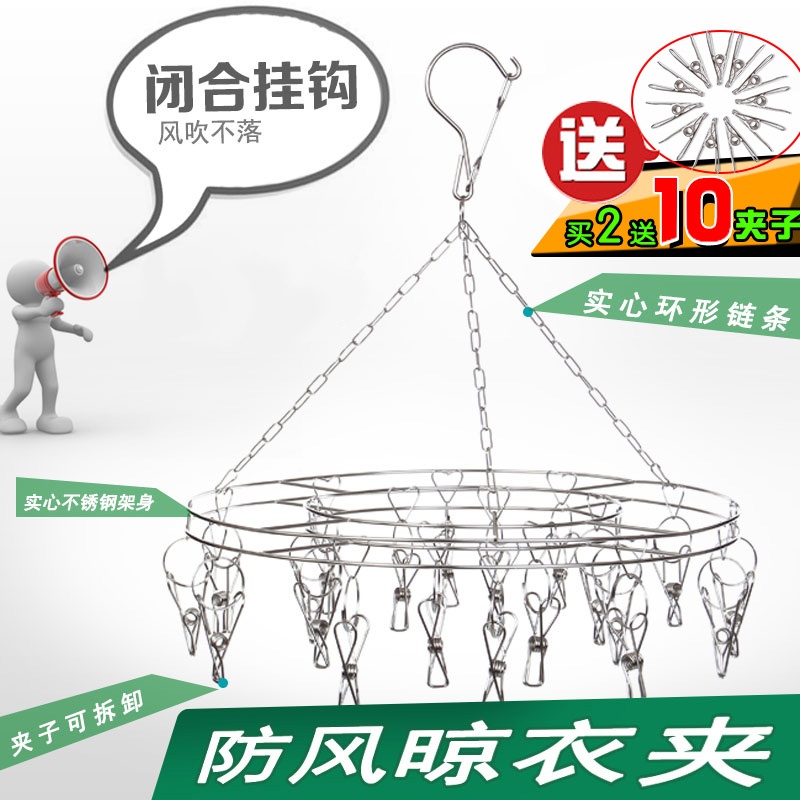 闭合挂钩
风吹不落
送
买2送10夹子
实心环形链条
实心不锈钢架身
夹子可拆卸
防风晾衣夹